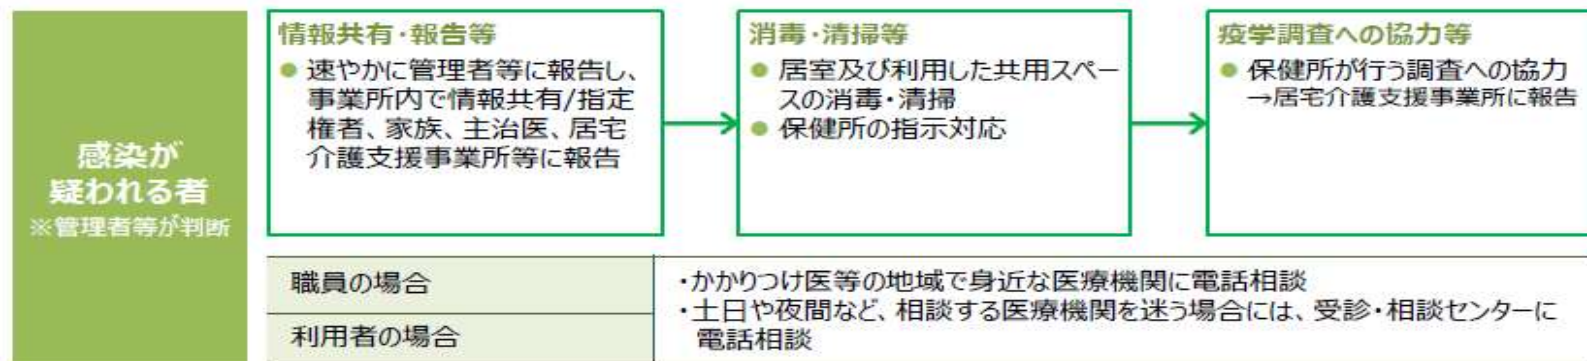 感染が
疑われる者
※管理者等が判断
情報共有・報告等
● 速やかに管理者等に報告し、
事業所内で情報共有/指定
権者、家族、主治医、居宅
介護支援事業所等に報告
消毒・清掃等
● 居室及び利用した共用スペー
スの消毒・清掃
● 保健所の指示対応
疫学調査への協力等
● 保健所が行う調査への協力
→居宅介護支援事業所に報告
職員の場合
利用者の場合
・かかりつけ医等の地域で身近な医療機関に電話相談
・土日や夜間など、相談する医療機関を迷う場合には、受診・相談センターに
電話相談